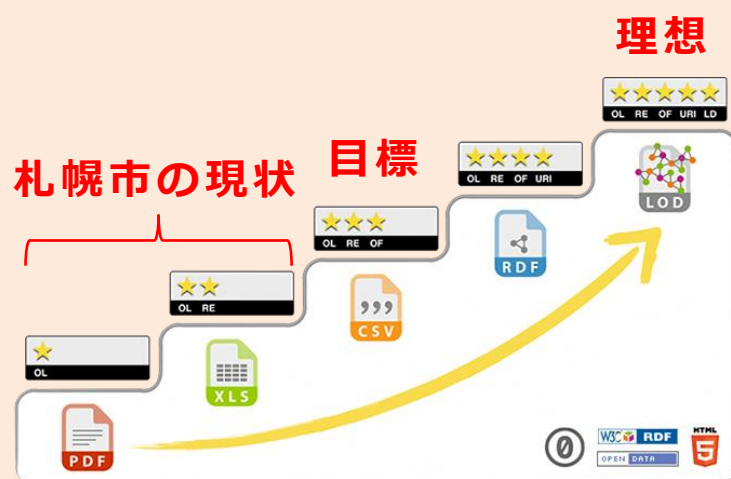 理想
OL RE OF URI LD
目標
OL RE OF URI
LOD
札幌市の現状
OL RE OF
RDF
OL RE
CSV
OL
XLS
PDF
0
W3C RDF
OPEN DATA
HTML
5